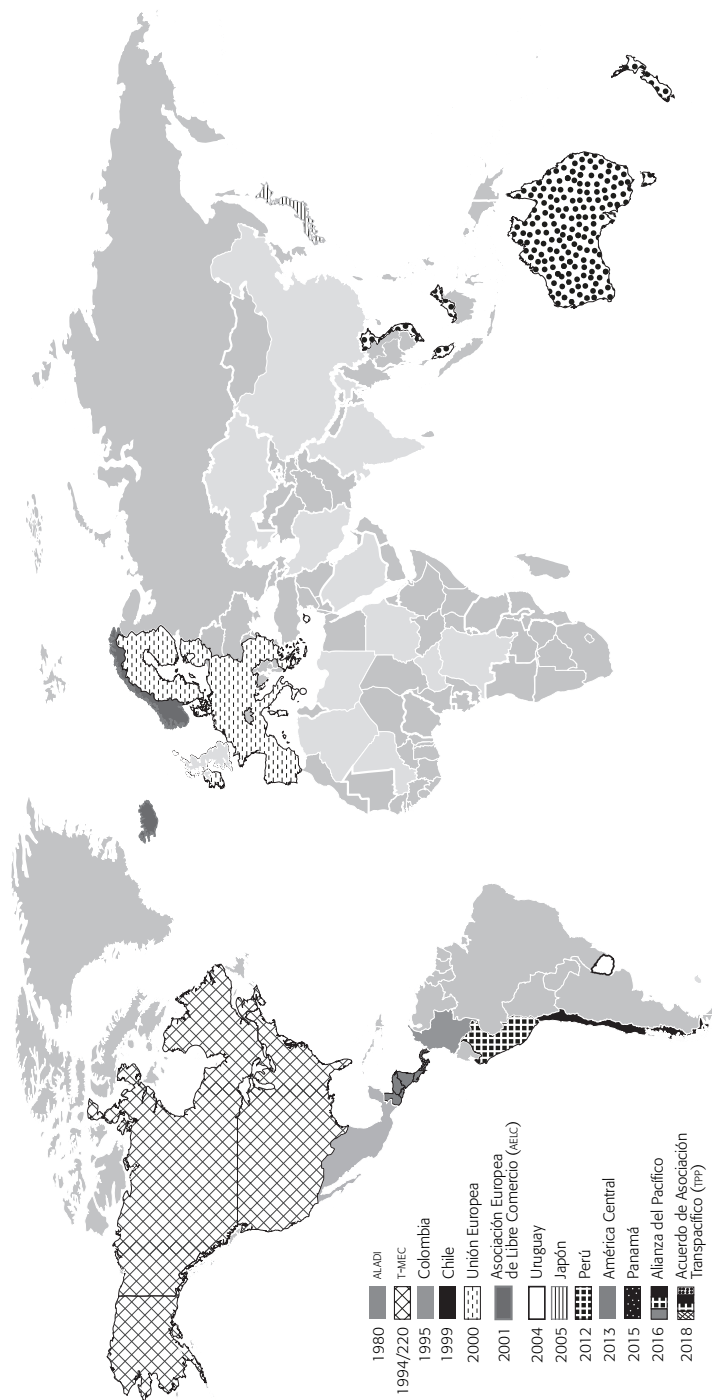 1980 ALADI
1994/220 T-MEC
1995 Colombia
1999 Chile
2000 Unión Europea
2001 Asociación Europea
de Libre Comercio (AELC)
2004 Uruguay
2005 Japón
2012 Perú
2013 América Central
2015 Panamá
2016 Alianza del Pacífico
2018 Acuerdo de Asociación
Transpacífico (TPP)